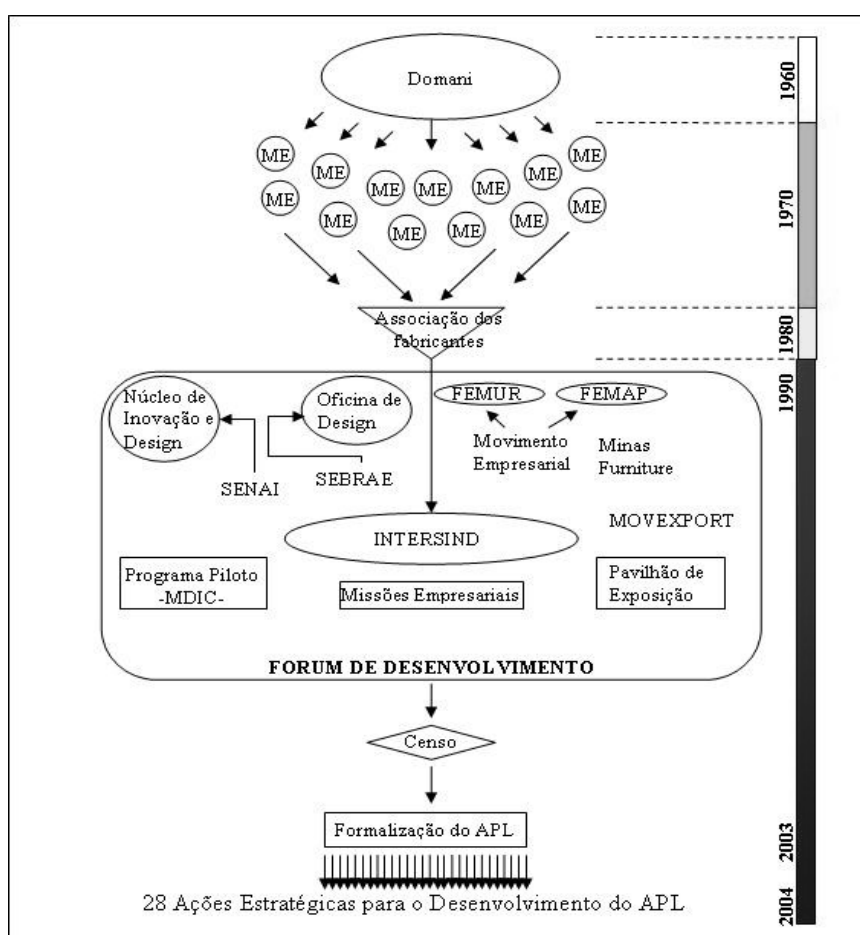 Domani
1960
ME
ME
ME
ME
ME
ME
ME
ME
ME
ME
ME
ME
ME
ME
1970
Associação dos
fabricantes
1980
1990
Núcleo de
Inovação e
Design
Oficina de
Design
FEMUR
FEMAP
Movimento
Empresarial
Minas
Furniture
SENAI
SEBRAE
MOVEXPORT
INTERSIND
Programa Piloto
-MDIC-
Missões Empresariais
Pavilhão de
Exposição
FORUM DE DESENVOLVIMENTO
Censo
Formalização do APL
2003
28 Ações Estratégicas para o Desenvolvimento do APL
2004